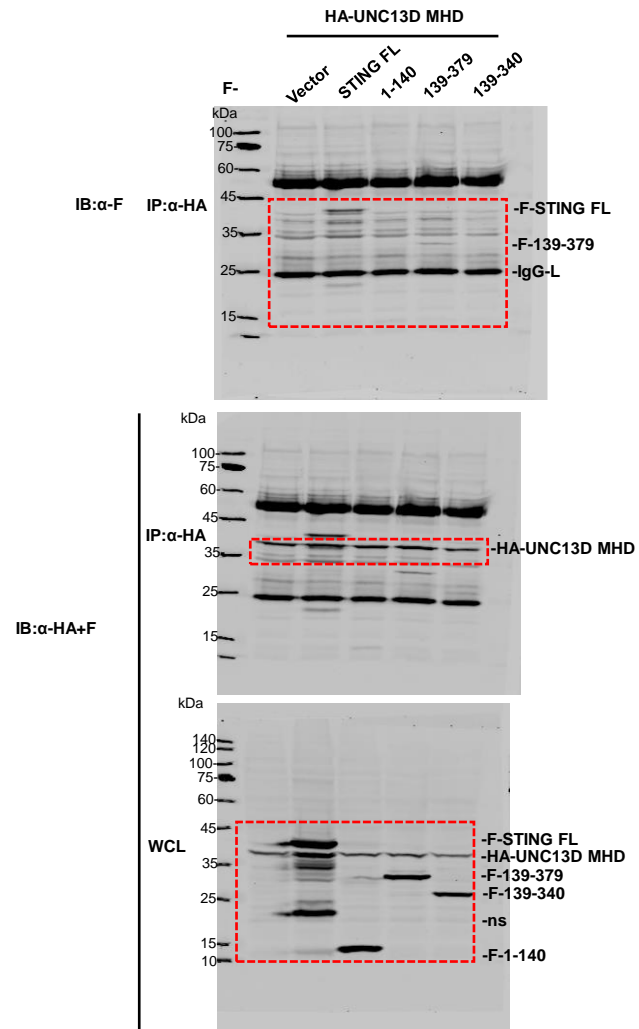 HA-UNC13D MHD
F- Vector STING FL 1-140 139-379 139-340
kDa
100
75
60
45
35
25
15
IB:α-F IP:α-HA
-F-STING FL
-F-139-379
-IgG-L
kDa
100
75
60
45
35
25
15
IP:α-HA
-HA-UNC13D MHD
IB:α-HA+F
kDa
140
120
100
75
60
45
35
25
15
10
WCL
-F-STING FL
-HA-UNC13D MHD
-F-139-379
-F-139-340
-ns
-F-1-140